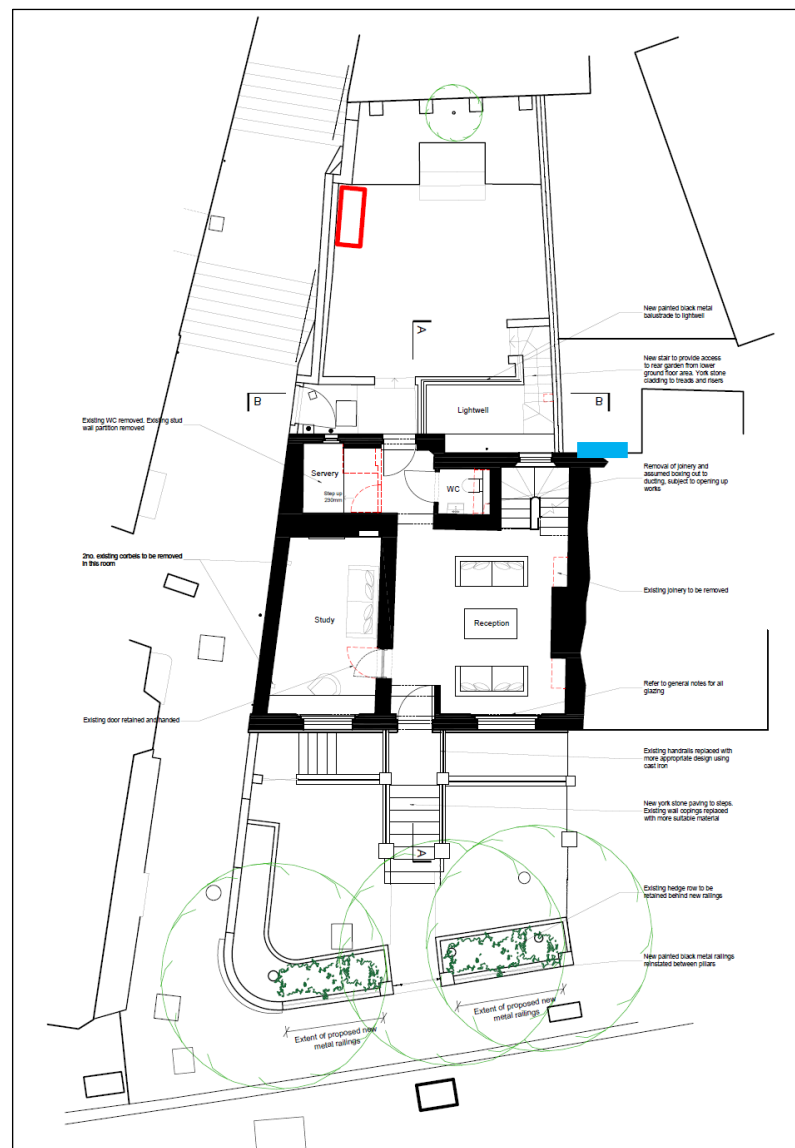 New painted black metal
balustrade to lightwell
A
New stair to provide access
to rear garden from lower
ground floor area. York stone
cladding to treads and risers
B
B
Lightwell
Existing WC removed. Existing stud
wall partition removed
Servery
Step up
230mm
WC
Removal of joinery and
assumed boxing out to
ducting, subject to opening up
works
2no. existing corbels to be removed
in this room
Existing joinery to be removed
Study
Reception
Refer to general notes for all
glazing
Existing door retained and handed
Existing handrails replaced with
more appropriate design using
cast iron
New york stone paving to steps.
Existing wall copings replaced
with more suitable material
A
Existing hedge row to be
retained behind new railings
New painted black metal railings
reinstated between pillars
Extent of proposed new
metal railings
Extent of proposed new
metal railings